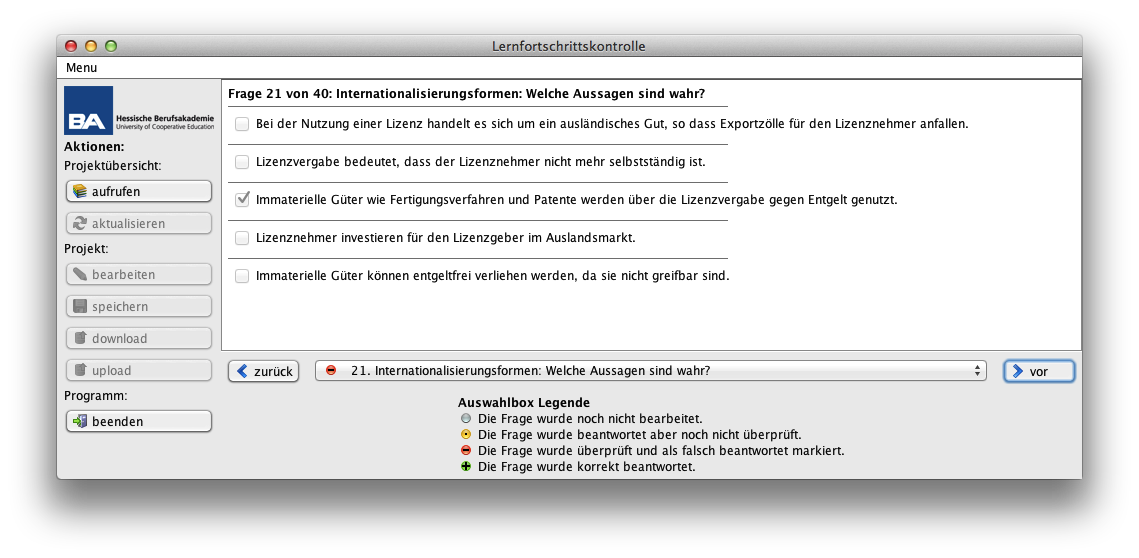 Lernfortschrittskontrolle
Menu
BA Hessische Berufsakademie
University of Cooperative Education
Aktionen:
Projektübersicht:
aufrufen
aktualisieren
Projekt:
bearbeiten
speichern
download
upload
Programm:
beenden
Frage 21 von 40: Internationalisierungsformen: Welche Aussagen sind wahr?
Bei der Nutzung einer Lizenz handelt es sich um ein ausländisches Gut, so dass Exportzölle für den Lizenznehmer anfallen.
Lizenzvergabe bedeutet, dass der Lizenznehmer nicht mehr selbstständig ist.
Immaterielle Güter wie Fertigungsverfahren und Patente werden über die Lizenzvergabe gegen Entgelt genutzt.
Lizenznehmer investieren für den Lizenzgeber im Auslandsmarkt.
Immaterielle Güter können entgeltfrei verliehen werden, da sie nicht greifbar sind.
zurück
21. Internationalisierungsformen: Welche Aussagen sind wahr?
vor
Auswahlbox Legende
Die Frage wurde noch nicht bearbeitet.
Die Frage wurde beantwortet aber noch nicht überprüft.
Die Frage wurde überprüft und als falsch beantwortet markiert.
Die Frage wurde korrekt beantwortet.